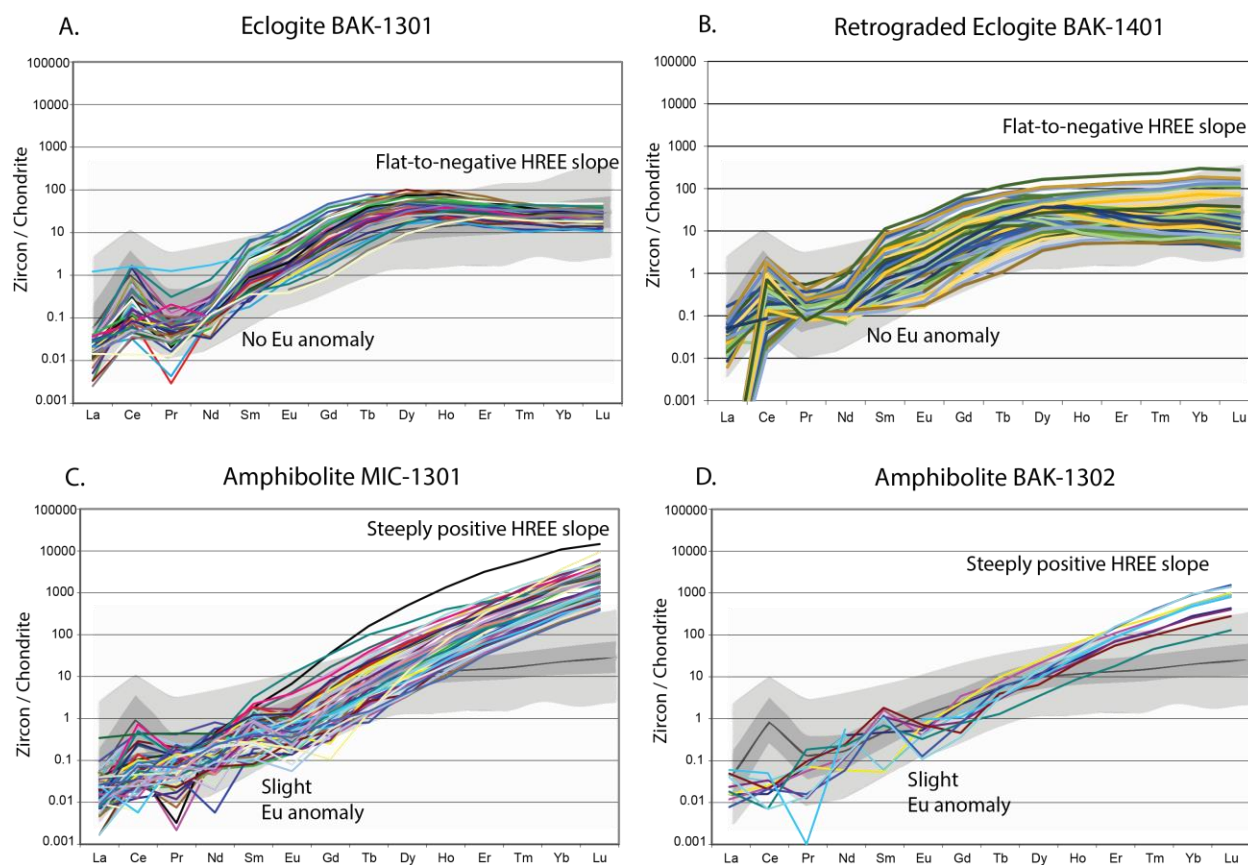 A. Eclogite BAK-1301
100000
10000
1000
100
10
1
0.1
0.01
0.001
Zircon / Chondrite
Flat-to-negative HREE slope
No Eu anomaly
La Ce Pr Nd Sm Eu Gd Tb Dy Ho Er Tm Yb Lu
B. Retrograded Eclogite BAK-1401
100000
10000
1000
100
10
1
0.1
0.01
0.001
Zircon / Chondrite
Flat-to-negative HREE slope
No Eu anomaly
La Ce Pr Nd Sm Eu Gd Tb Dy Ho Er Tm Yb Lu
C. Amphibolite MIC-1301
100000
10000
1000
100
10
1
0.1
0.01
0.001
Zircon / Chondrite
Steeply positive HREE slope
Slight
Eu anomaly
La Ce Pr Nd Sm Eu Gd Tb Dy Ho Er Tm Yb Lu
D. Amphibolite BAK-1302
100000
10000
1000
100
10
1
0.1
0.01
0.001
Zircon / Chondrite
Steeply positive HREE slope
Slight
Eu anomaly
La Ce Pr Nd Sm Eu Gd Tb Dy Ho Er Tm Yb Lu